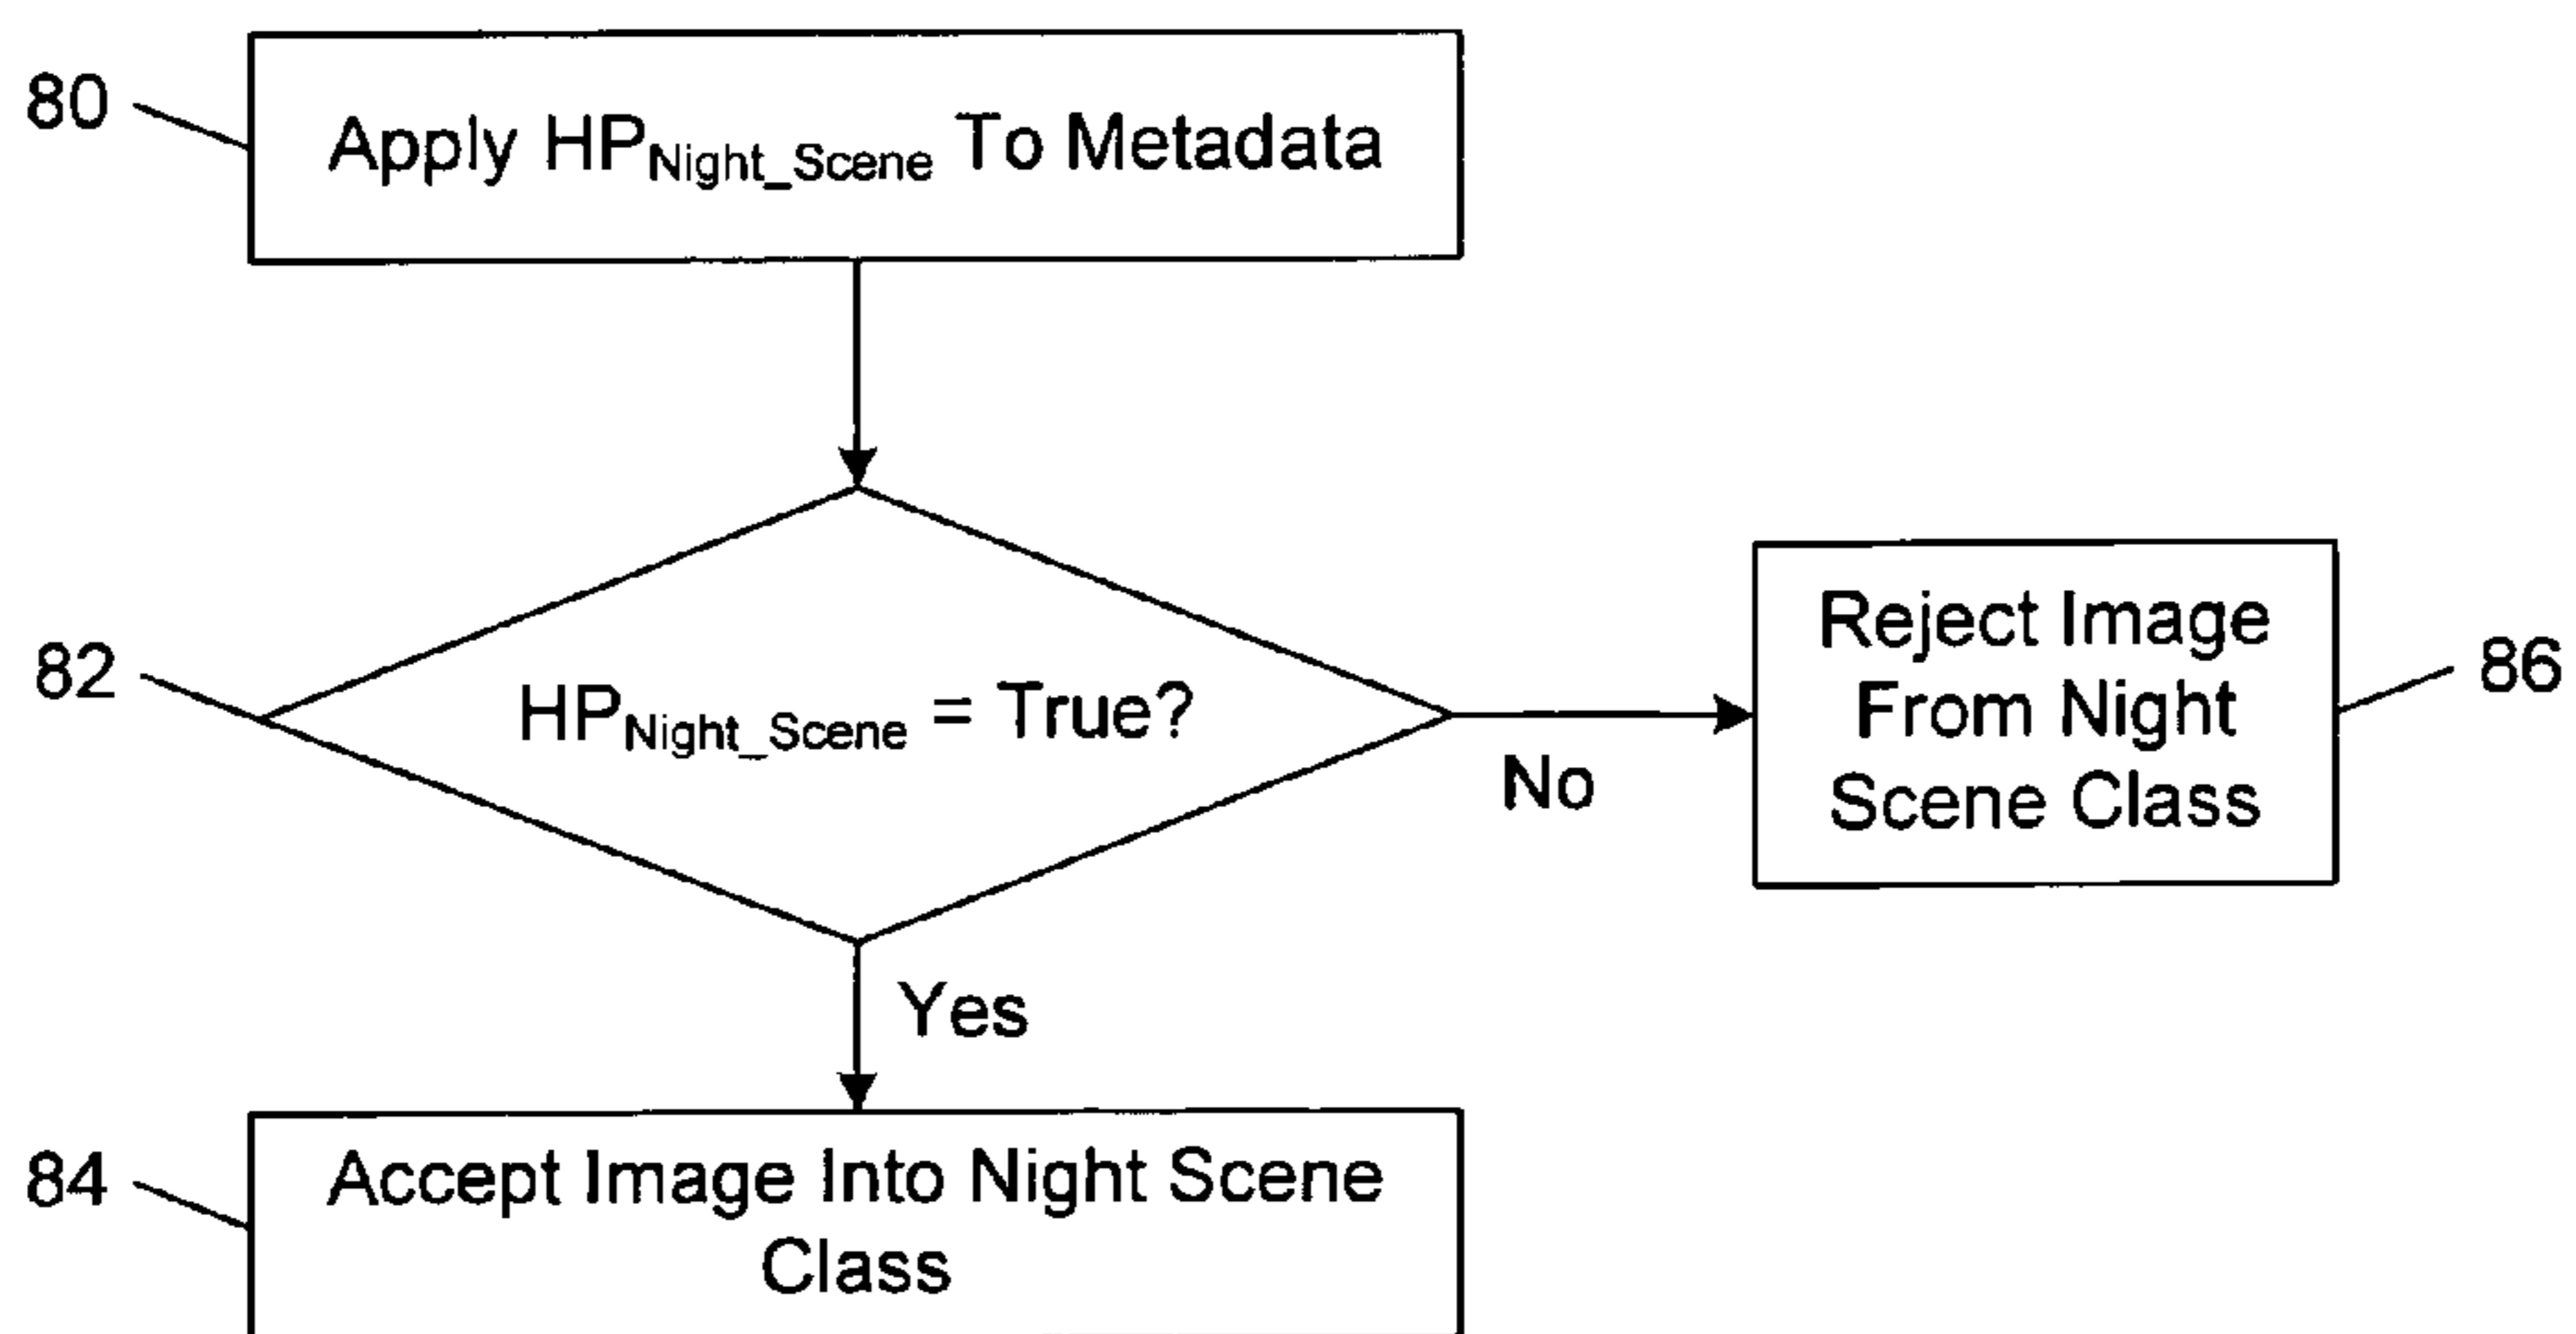 80
Apply HPNight_Scene To Metadata
82
HPNight_Scene = True?
No
Reject Image
From Night
Scene Class
86
Yes
84
Accept Image Into Night Scene
Class